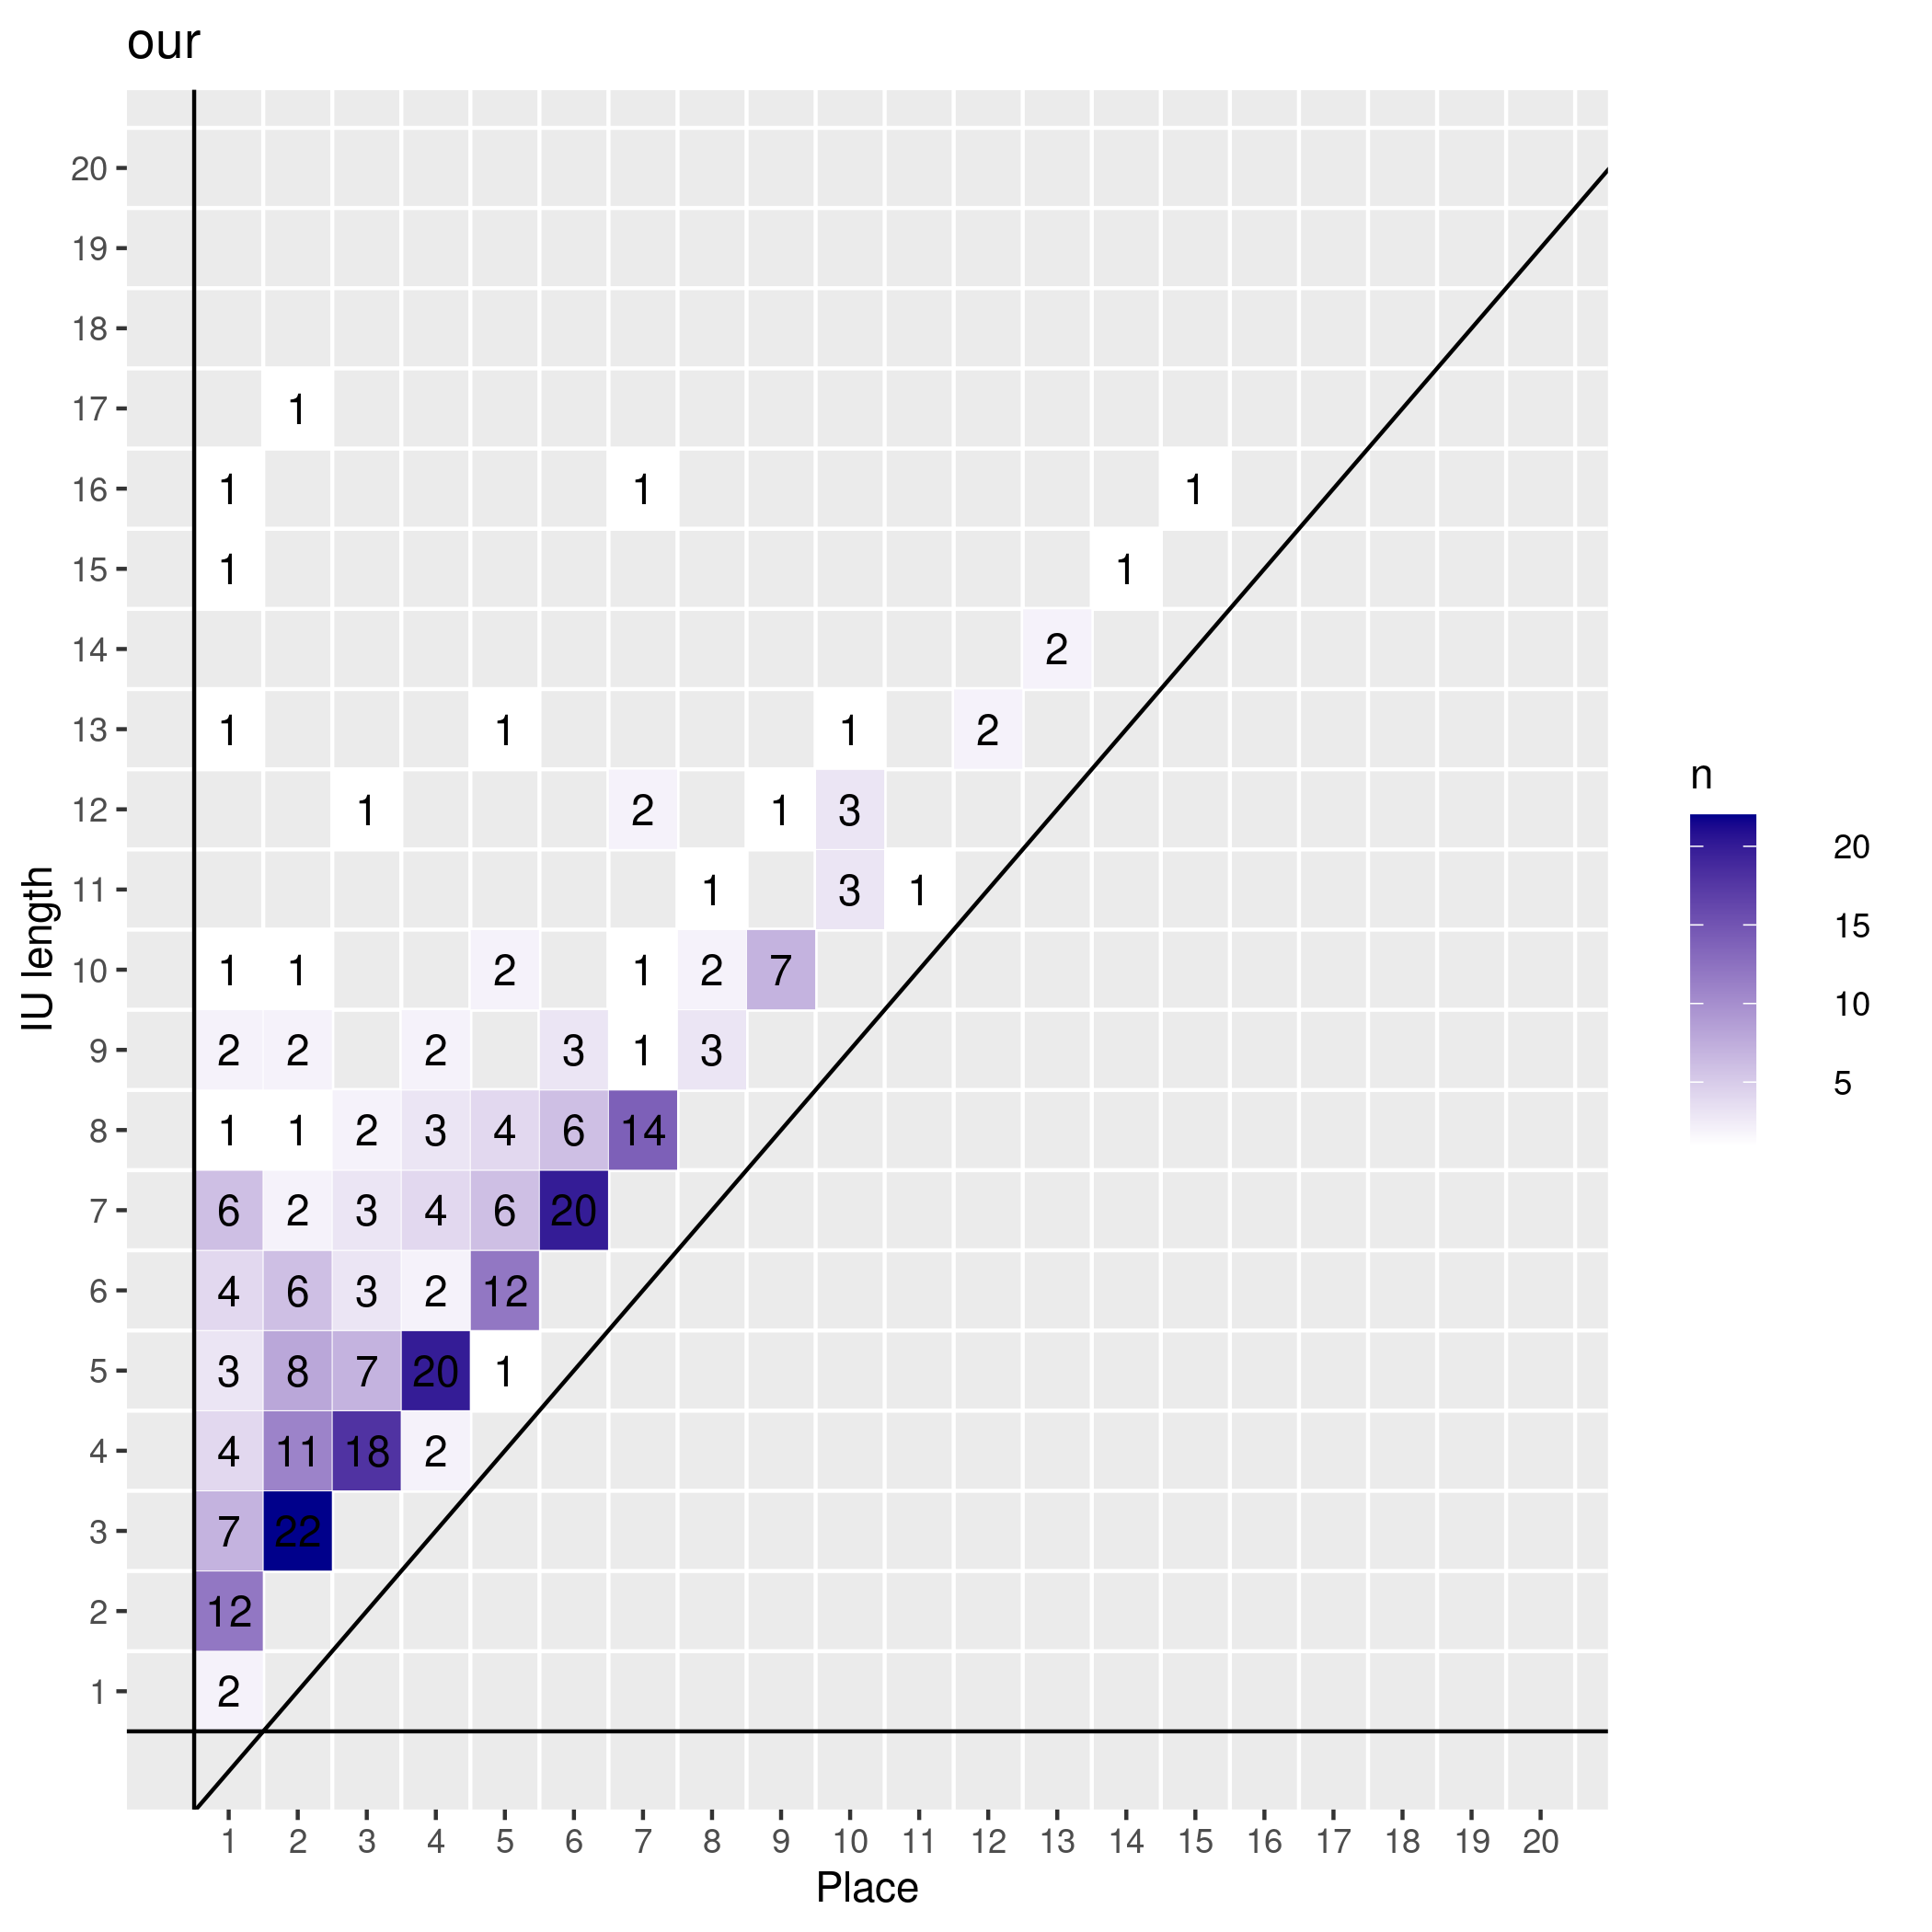 our
20
19
18
17 1
16 1 1 1
15 1 1
14 2
13 1 1 1 2
12 1 2 1 3
11 1 3 1
10 1 1 2 1 2 7
9 2 2 2 3 1 3
8 1 1 2 3 4 6 14
7 6 2 3 4 6 20
6 4 6 3 2 12
5 3 8 7 20 1
4 4 11 18 2
3 7 22
2 12
1 2
1 2 3 4 5 6 7 8 9 10 11 12 13 14 15 16 17 18 19 20
Place
IU length
n
20
15
10
5